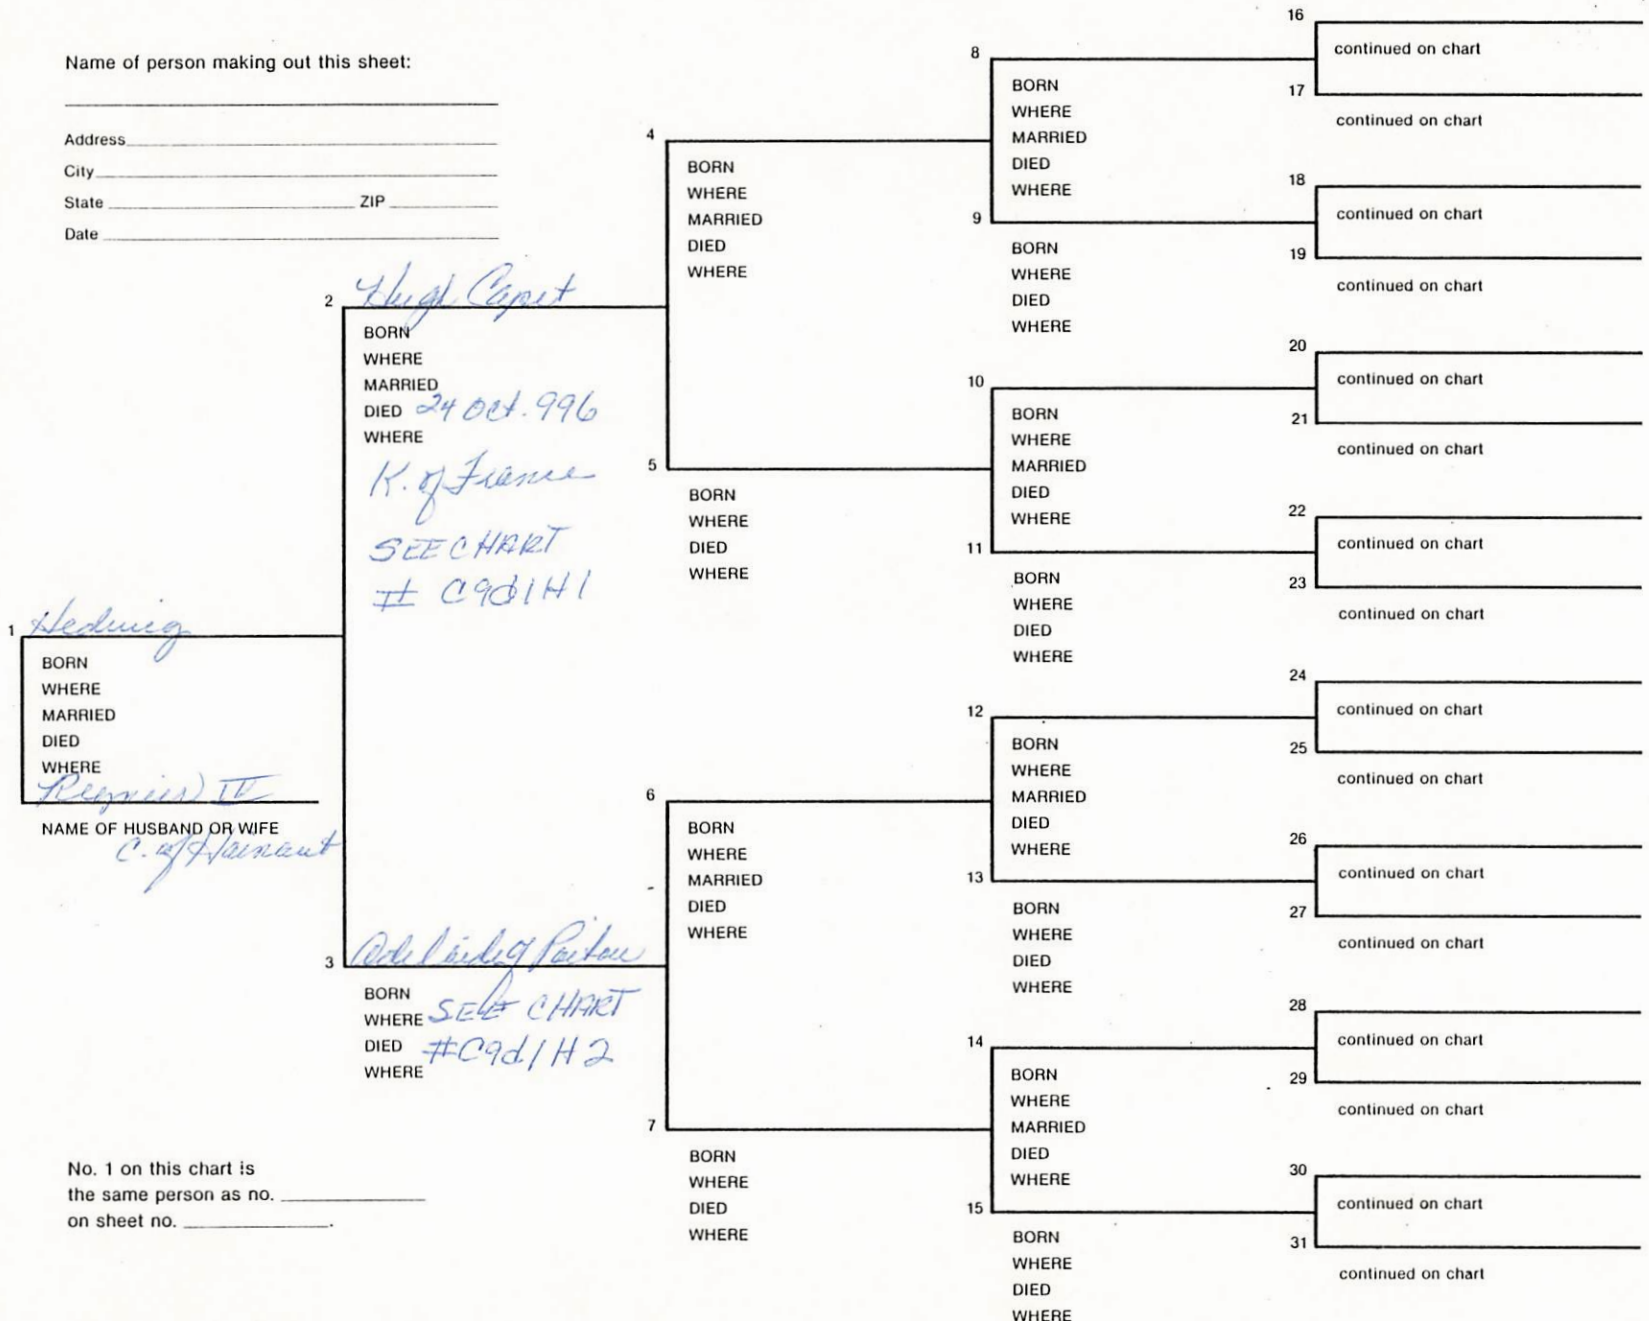 Name of person making out this sheet:
Address
City
State ZIP
Date
1 Hedwig
BORN
WHERE
MARRIED
DIED
WHERE
IV
NAME OF HUSBAND OR WIFE
C. of Hainaut
2 Hugh Capet
BORN
WHERE
MARRIED
DIED 24 Oct. 996
WHERE
K. of France
SEE CHART
# C9d1H1
3 Adelaide of Poitou
BORN
WHERE SEE CHART
DIED #C9d1H2
WHERE
4
BORN
WHERE
MARRIED
DIED
WHERE
5
BORN
WHERE
DIED
WHERE
6
BORN
WHERE
MARRIED
DIED
WHERE
7
BORN
WHERE
DIED
WHERE
8
BORN
WHERE
MARRIED
DIED
WHERE
9
BORN
WHERE
DIED
WHERE
10
BORN
WHERE
MARRIED
DIED
WHERE
11
BORN
WHERE
DIED
WHERE
12
BORN
WHERE
MARRIED
DIED
WHERE
13
BORN
WHERE
DIED
WHERE
14
BORN
WHERE
MARRIED
DIED
WHERE
15
BORN
WHERE
DIED
WHERE
16
continued on chart
17
continued on chart
18
continued on chart
19
continued on chart
20
continued on chart
21
continued on chart
22
continued on chart
23
continued on chart
24
continued on chart
25
continued on chart
26
continued on chart
27
continued on chart
28
continued on chart
29
continued on chart
30
continued on chart
31
continued on chart
No. 1 on this chart is
the same person as no.
on sheet no. .